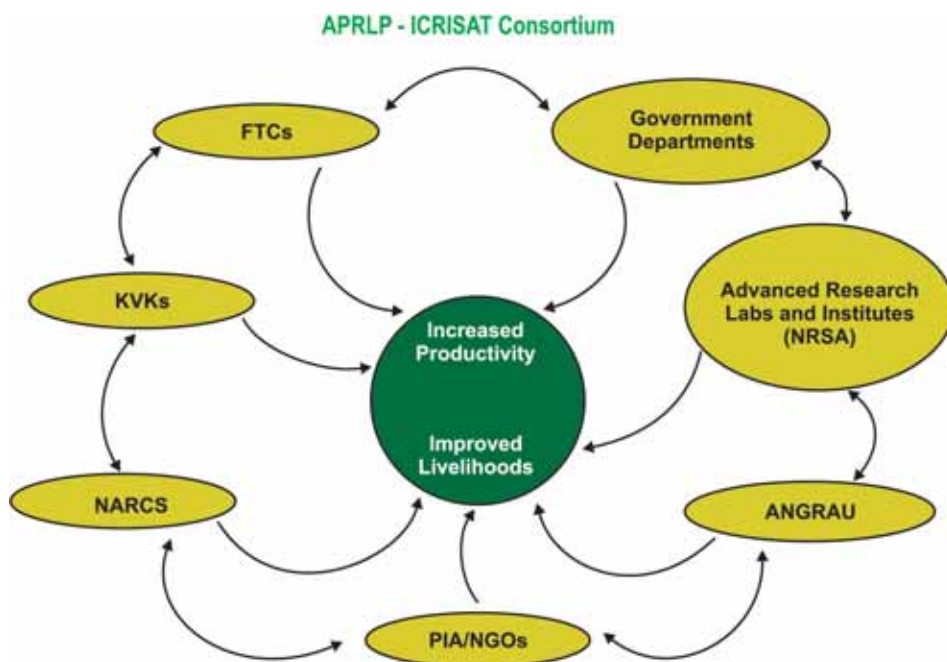 APRLP - ICRISAT Consortium
FTCs
Government
Departments
KVKs
Advanced Research
Labs and Institutes
(NRSA)
Increased
Productivity
Improved
Livelihoods
NARCS
ANGRAU
PIA/NGOs